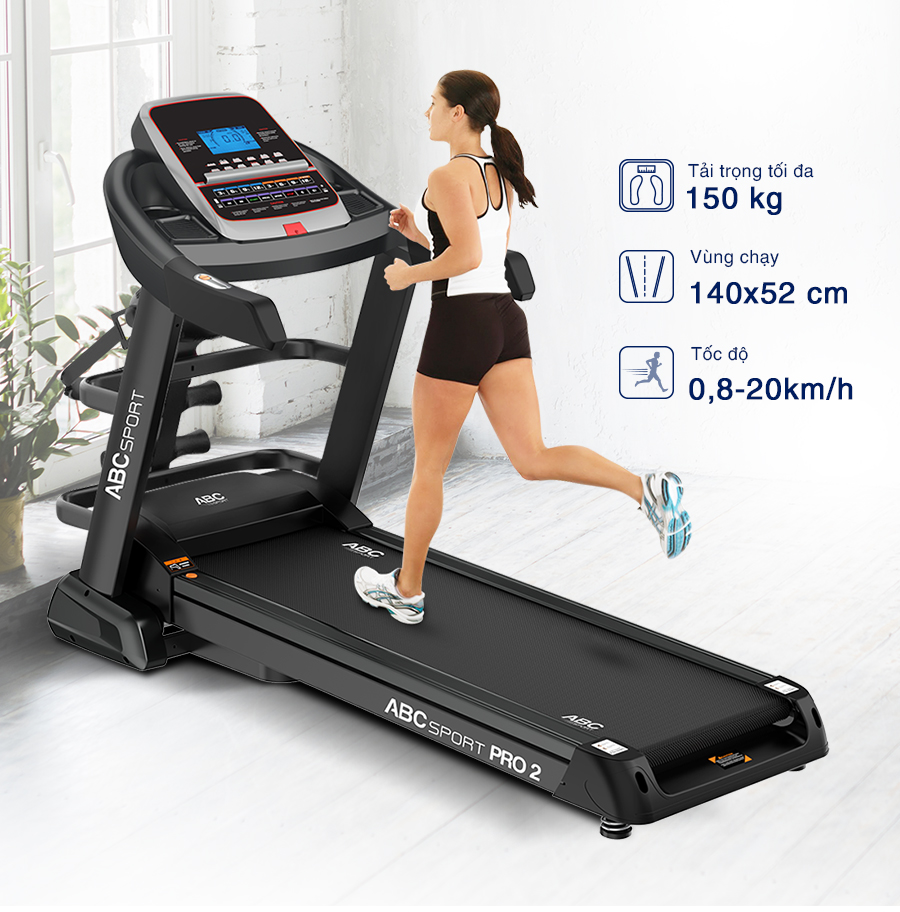 Tải trọng tối đa
150 kg
Vùng chạy
140x52 cm
Tốc độ
0,8-20km/h
ABC SPORT
ABC
ABC
ABC
ABC SPORT PRO 2